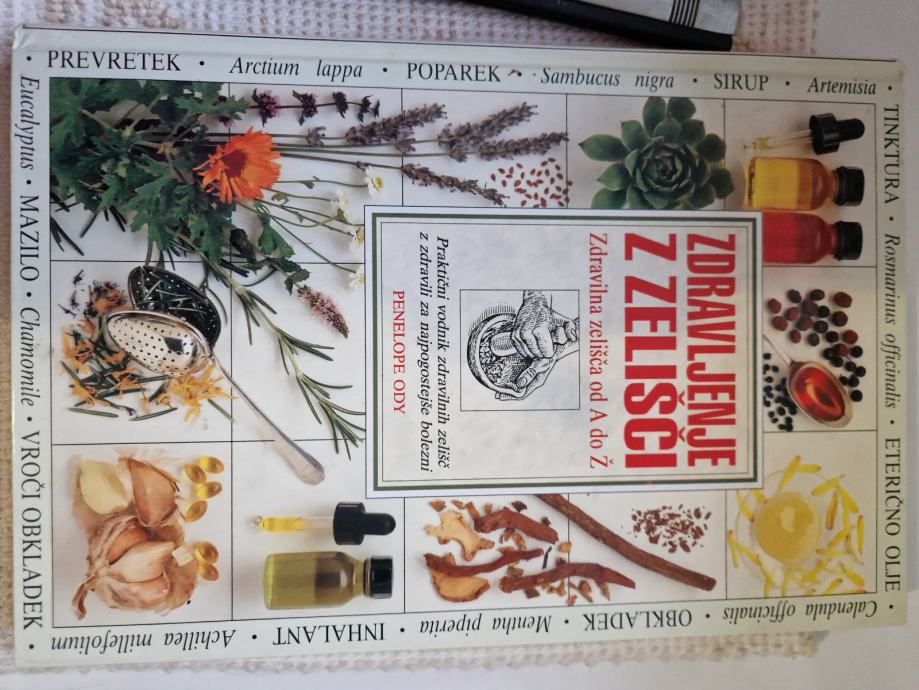 PREVRETEK • Arctium lappa • POPAREK • Sambucus nigra • SIRUP • Artemisia •
TINKTURA • Rosmarinus officinalis • ETERIČNO OLJE •
Calendula officinalis • OBKLADEK • Mentha piperita • INHALANT • Achillea millefolium •
Eucalyptus • MAZILO • Chamomile • VROČI OBKLADEK
ZDRAVLJENJE
Z ZELIŠČI
Zdravilna zelišča od A do Ž
Praktični vodnik zdravilnih zelišč
z zdravili za najpogostejše bolezni
PENELOPE ODY